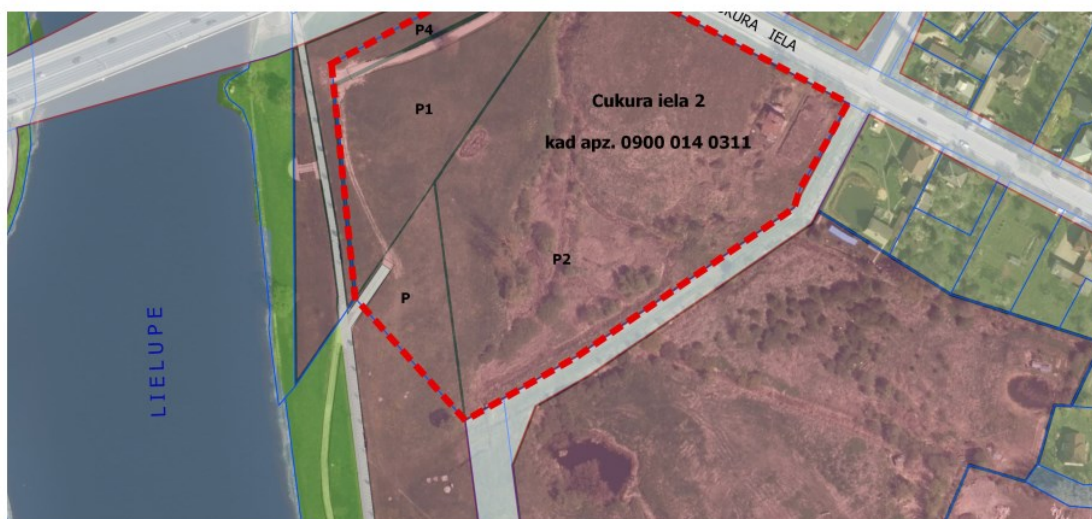 P4
IELA
P1
Cukura iela 2
kad apz. 0900 014 0311
P2
P
LIELUPE